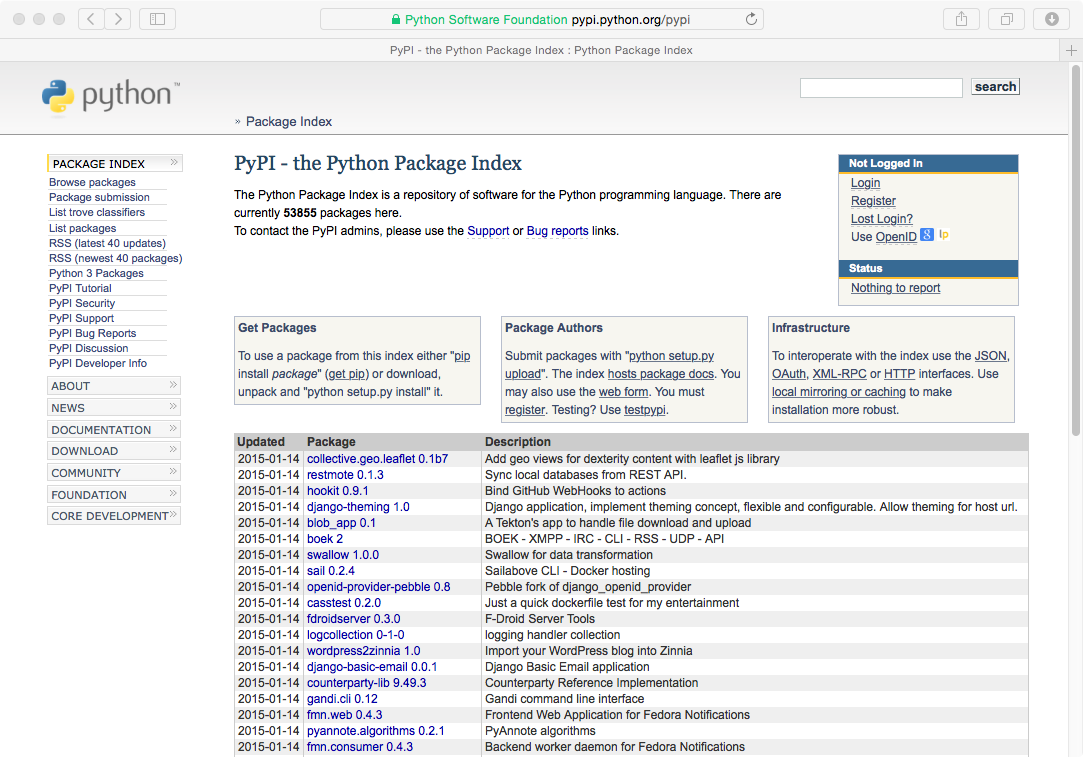 Python Software Foundation pypi.python.org/pypi
PyPI - the Python Package Index : Python Package Index
python™
search
» Package Index
PACKAGE INDEX »
Browse packages
Package submission
List trove classifiers
List packages
RSS (latest 40 updates)
RSS (newest 40 packages)
Python 3 Packages
PyPI Tutorial
PyPI Security
PyPI Support
PyPI Bug Reports
PyPI Discussion
PyPI Developer Info
ABOUT »
NEWS »
DOCUMENTATION »
DOWNLOAD »
COMMUNITY »
FOUNDATION »
CORE DEVELOPMENT »
PyPI - the Python Package Index
The Python Package Index is a repository of software for the Python programming language. There are
currently 53855 packages here.
To contact the PyPI admins, please use the Support or Bug reports links.
Not Logged In
Login
Register
Lost Login?
Use OpenID 8 lp
Status
Nothing to report
Get Packages
To use a package from this index either "pip
install package" (get pip) or download,
unpack and "python setup.py install" it.
Package Authors
Submit packages with "python setup.py
upload". The index hosts package docs. You
may also use the web form. You must
register. Testing? Use testpypi.
Infrastructure
To interoperate with the index use the JSON,
OAuth, XML-RPC or HTTP interfaces. Use
local mirroring or caching to make
installation more robust.
Updated Package Description
2015-01-14 collective.geo.leaflet 0.1b7 Add geo views for dexterity content with leaflet js library
2015-01-14 restmote 0.1.3 Sync local databases from REST API.
2015-01-14 hookit 0.9.1 Bind GitHub WebHooks to actions
2015-01-14 django-theming 1.0 Django application, implement theming concept, flexible and configurable. Allow theming for host url.
2015-01-14 blob_app 0.1 A Tekton's app to handle file download and upload
2015-01-14 boek 2 BOEK - XMPP - IRC - CLI - RSS - UDP - API
2015-01-14 swallow 1.0.0 Swallow for data transformation
2015-01-14 sail 0.2.4 Sailabove CLI - Docker hosting
2015-01-14 openid-provider-pebble 0.8 Pebble fork of django_openid_provider
2015-01-14 casstest 0.2.0 Just a quick dockerfile test for my entertainment
2015-01-14 fdroidserver 0.3.0 F-Droid Server Tools
2015-01-14 logcollection 0-1-0 logging handler collection
2015-01-14 wordpress2zinnia 1.0 Import your WordPress blog into Zinnia
2015-01-14 django-basic-email 0.0.1 Django Basic Email application
2015-01-14 counterparty-lib 9.49.3 Counterparty Reference Implementation
2015-01-14 gandi.cli 0.12 Gandi command line interface
2015-01-14 fmn.web 0.4.3 Frontend Web Application for Fedora Notifications
2015-01-14 pyannote.algorithms 0.2.1 PyAnnote algorithms
2015-01-14 fmn.consumer 0.4.3 Backend worker daemon for Fedora Notifications